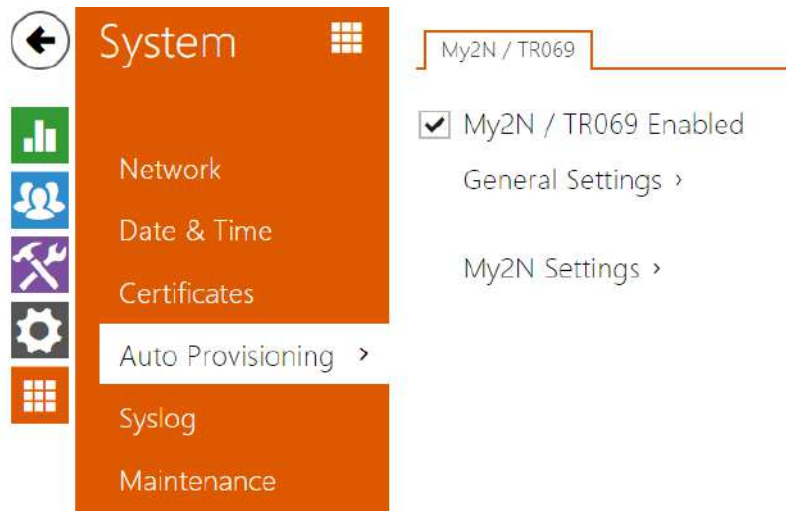 System
Network
Date & Time
Certificates
Auto Provisioning >
Syslog
Maintenance
My2N / TR069
My2N / TR069 Enabled
General Settings >
My2N Settings >